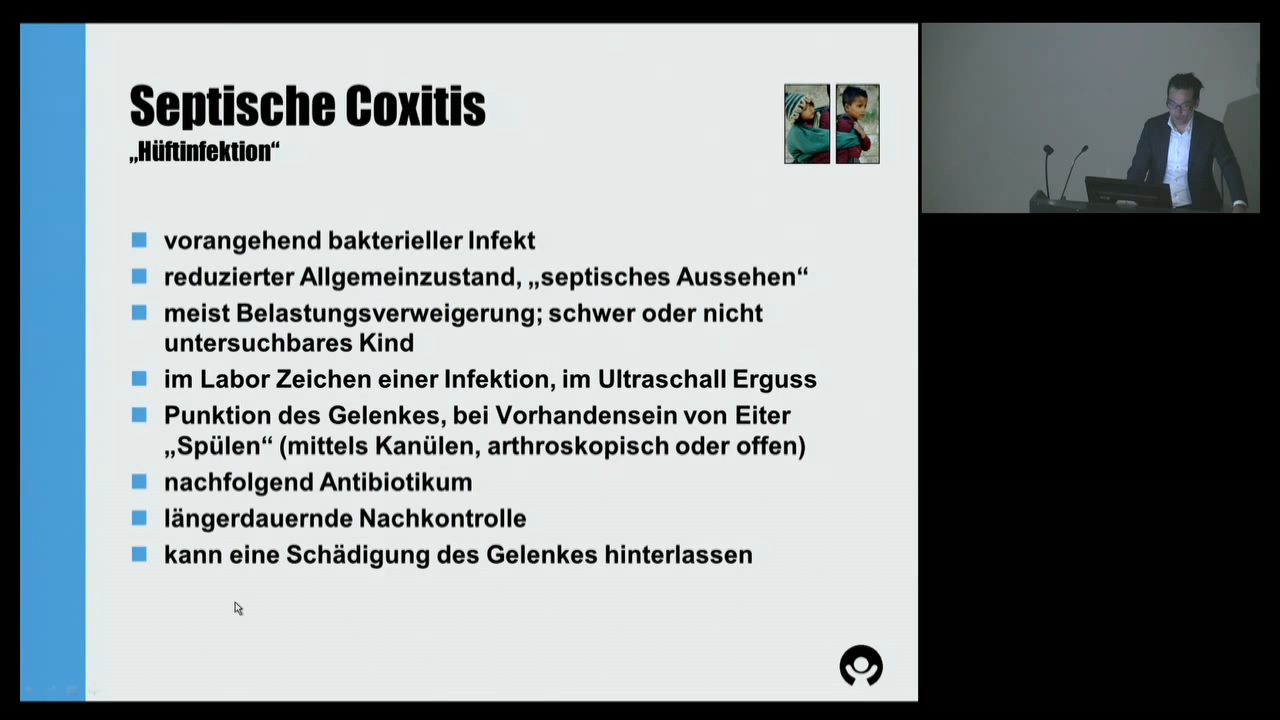 Septische Coxitis
„Hüftinfektion“
vorangehend bakterieller Infekt
reduzierter Allgemeinzustand, „septisches Aussehen“
meist Belastungsverweigerung; schwer oder nicht
untersuchbares Kind
im Labor Zeichen einer Infektion, im Ultraschall Erguss
Punktion des Gelenkes, bei Vorhandensein von Eiter
„Spülen“ (mittels Kanülen, arthroskopisch oder offen)
nachfolgend Antibiotikum
längerdauernde Nachkontrolle
kann eine Schädigung des Gelenkes hinterlassen